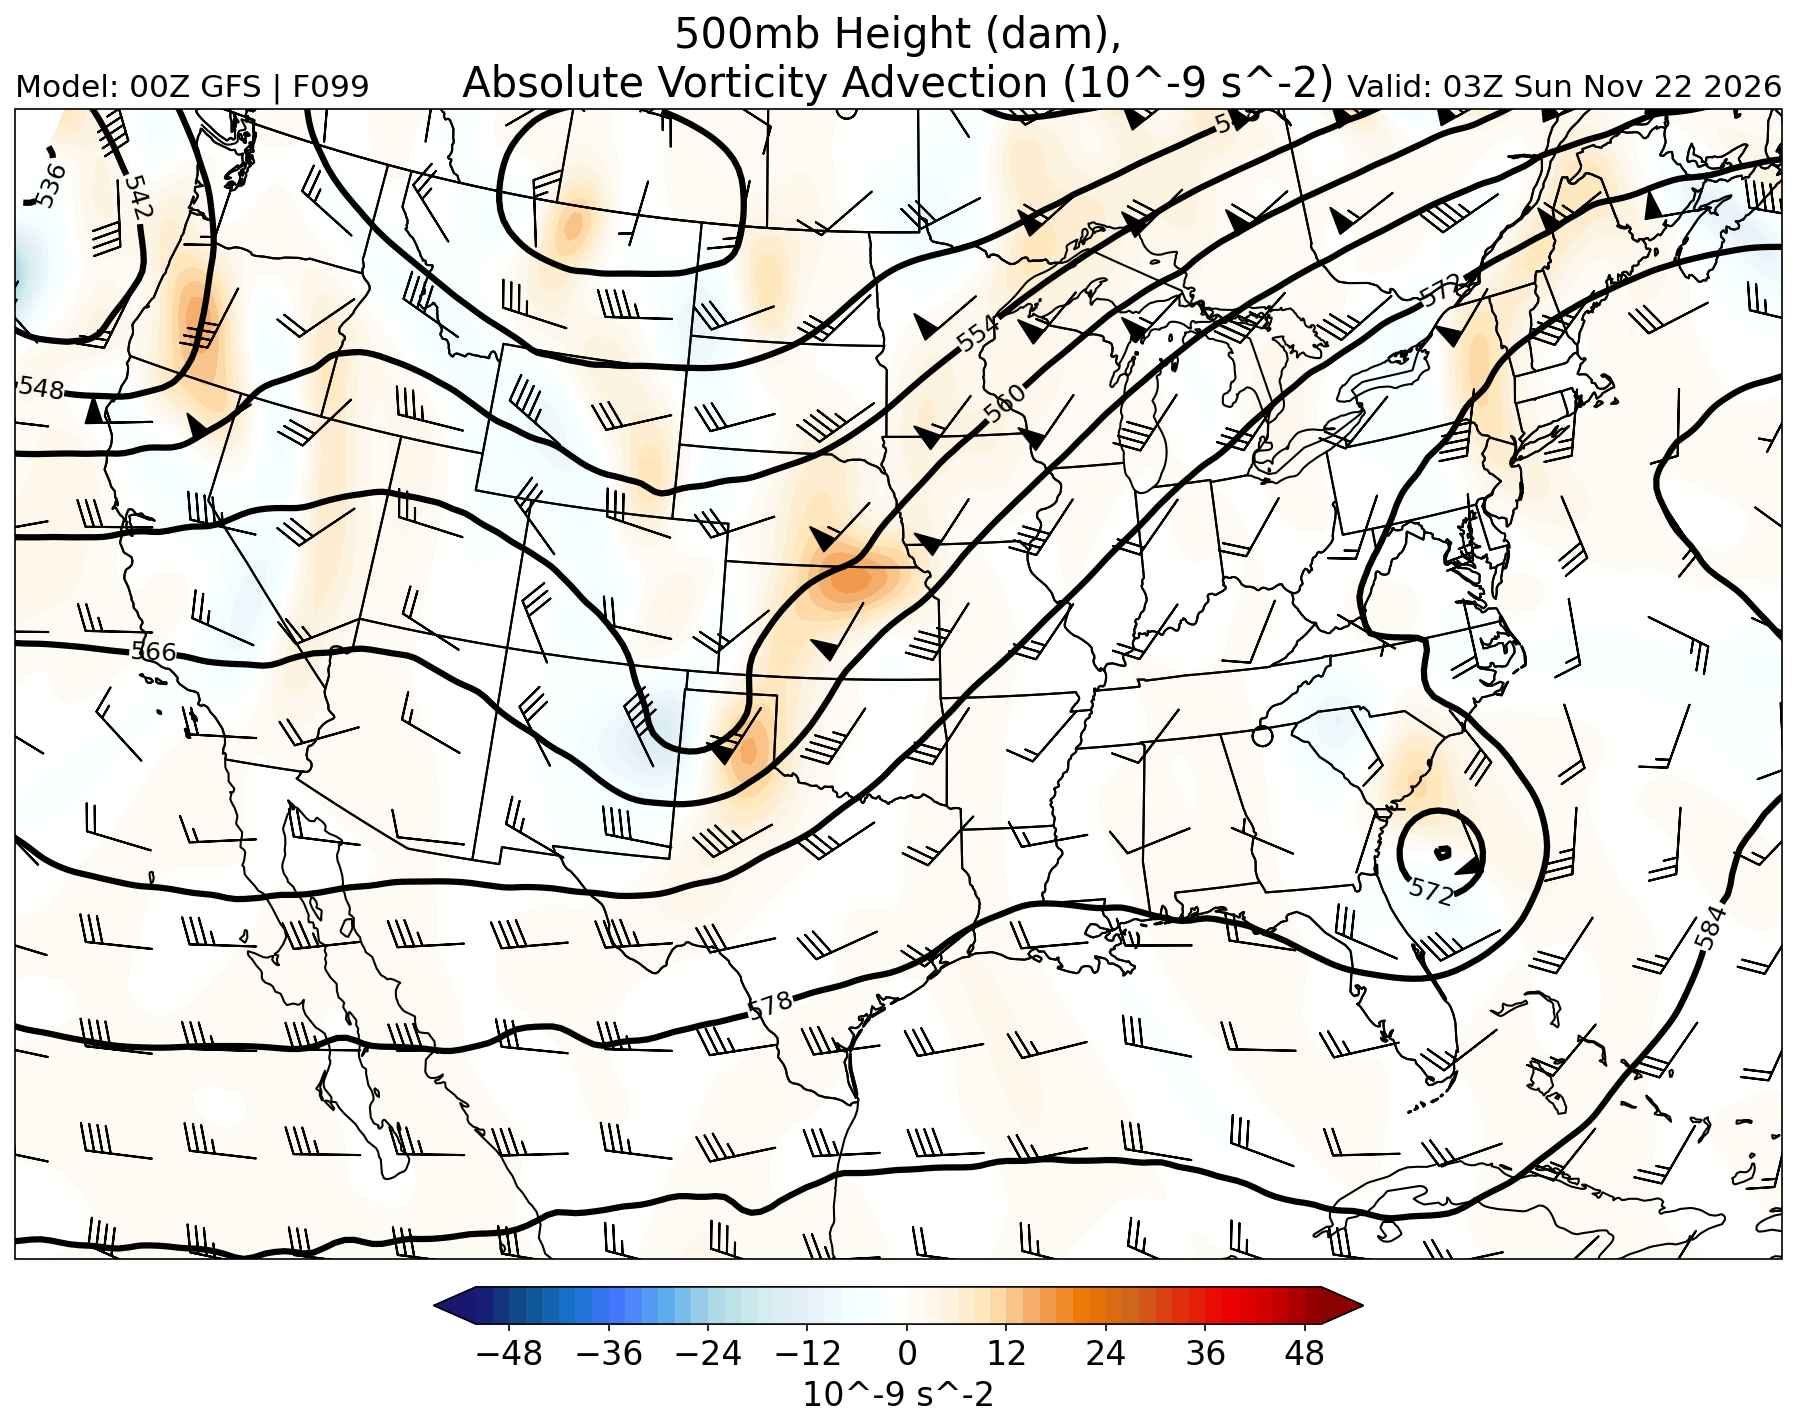 500mb Height (dam),
Model: 00Z GFS | F099 Absolute Vorticity Advection (10^-9 s^-2) Valid: 03Z Sun Nov 22 2026
536
542
548
554
560
572
566
572
584
578
−48 −36 −24 −12 0 12 24 36 48
10^-9 s^-2